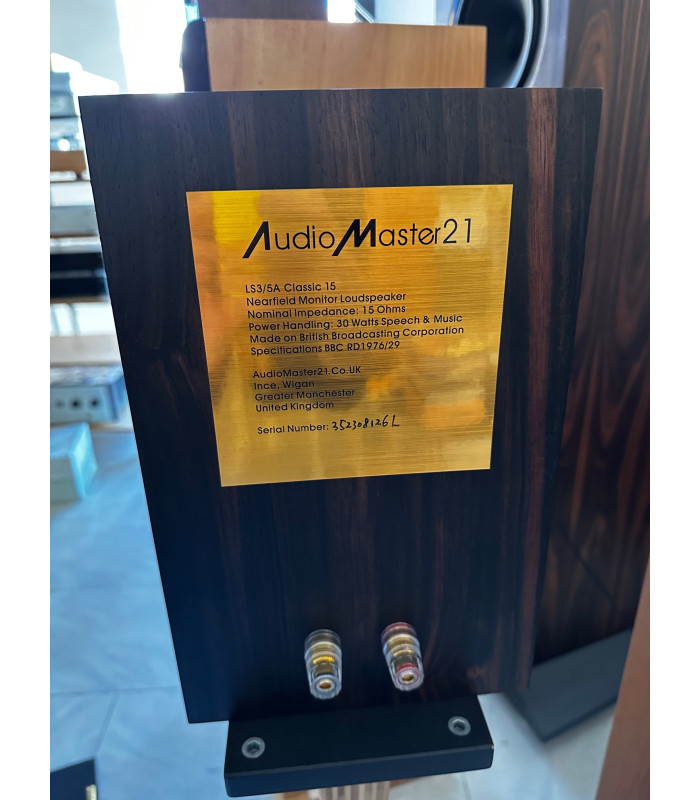 AudioMaster21
LS3/5A Classic 15
Nearfield Monitor Loudspeaker
Nominal Impedance: 15 Ohms
Power Handling: 30 Watts Speech & Music
Made on British Broadcasting Corporation
Specifications BBC RD1976/29
AudioMaster21.Co.UK
Ince, Wigan
Greater Manchester
United Kingdom
Serial Number: 352308126L